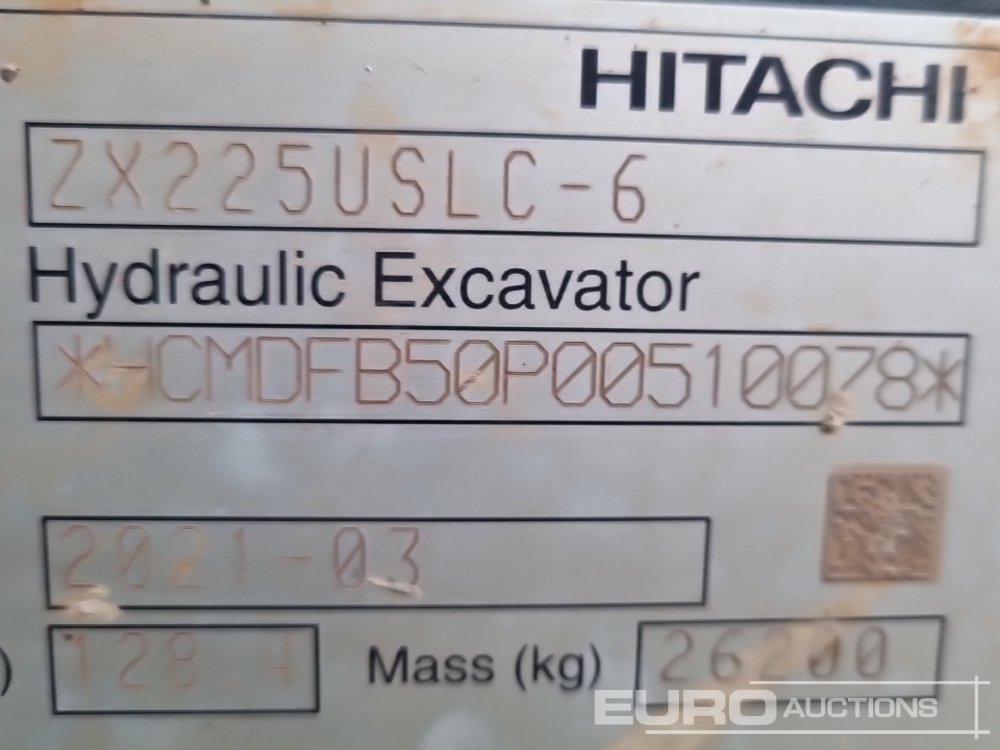 HITACHI
ZX225USLC-6
Hydraulic Excavator
*HCMDFB50P00510078*
2021-03
) 128.4 Mass (kg) 26200
EURO AUCTIONS